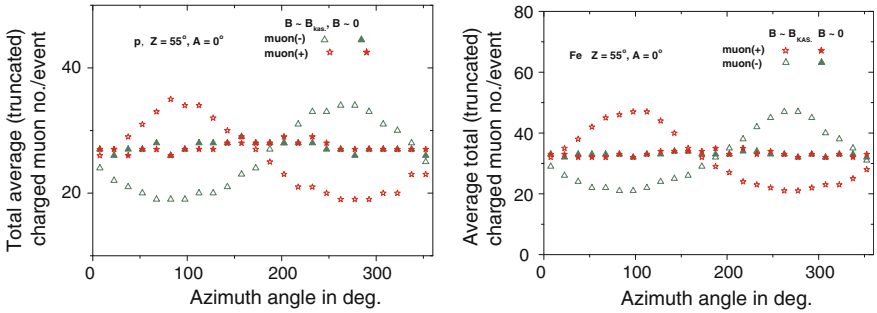 B ~ B kas. , B ~ 0
p, Z = 55°, A = 0°
muon(-)
muon(+)
40
20
0 100 200 300
Total average (truncated)
charged muon no./event
Azimuth angle in deg.
B ~ B KAS. B ~ 0
Fe Z = 55°, A = 0°
muon(+)
muon(-)
80
60
40
20
0
0 100 200 300
Average total (truncated)
charged muon no./event
Azimuth angle in deg.